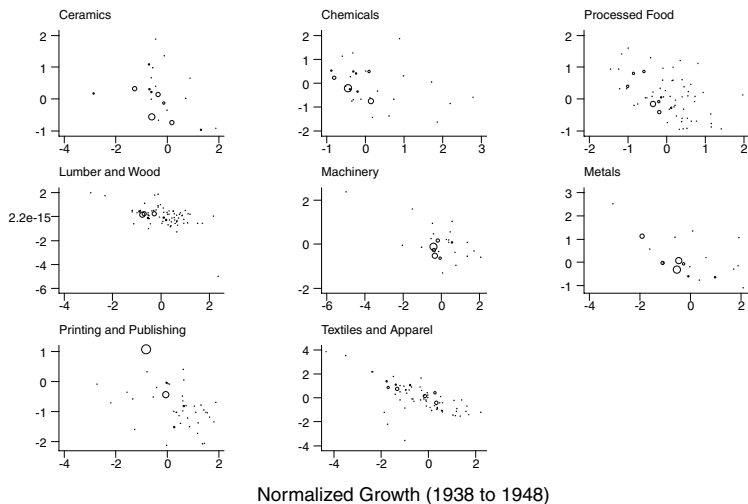 Ceramics
2
1
0
-1
-4 -2 0 2
Chemicals
2
1
0
-1
-2
-1 0 1 2 3
Processed Food
2
1
0
-1
-2 -1 0 1 2
Lumber and Wood
2
2.2e-15
-2
-4
-6
-4 -2 0 2
Machinery
2
0
-2
-6 -4 -2 0 2
Metals
3
2
1
0
-1
-4 -2 0 2
Printing and Publishing
1
0
-1
-2
-4 -2 0 2
Textiles and Apparel
4
2
0
-2
-4
-4 -2 0 2
Normalized Growth (1938 to 1948)